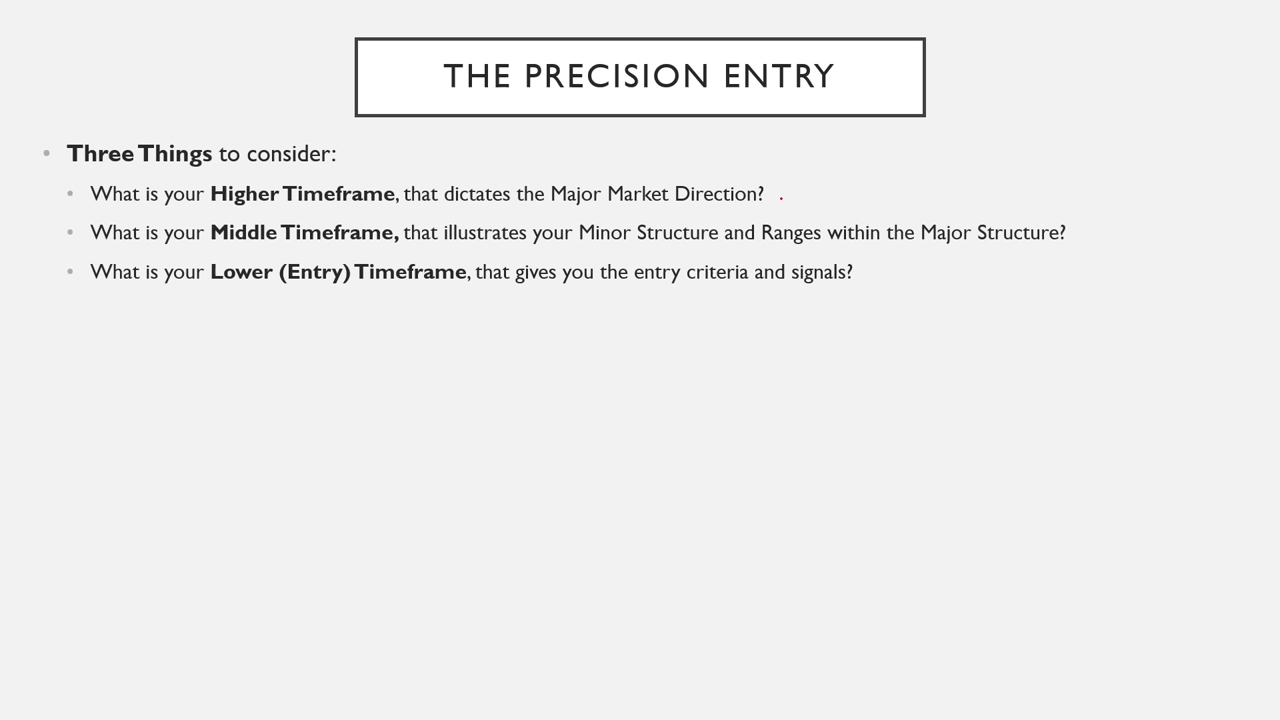 THE PRECISION ENTRY
• Three Things to consider:
• What is your Higher Timeframe, that dictates the Major Market Direction?
• What is your Middle Timeframe, that illustrates your Minor Structure and Ranges within the Major Structure?
• What is your Lower (Entry) Timeframe, that gives you the entry criteria and signals?